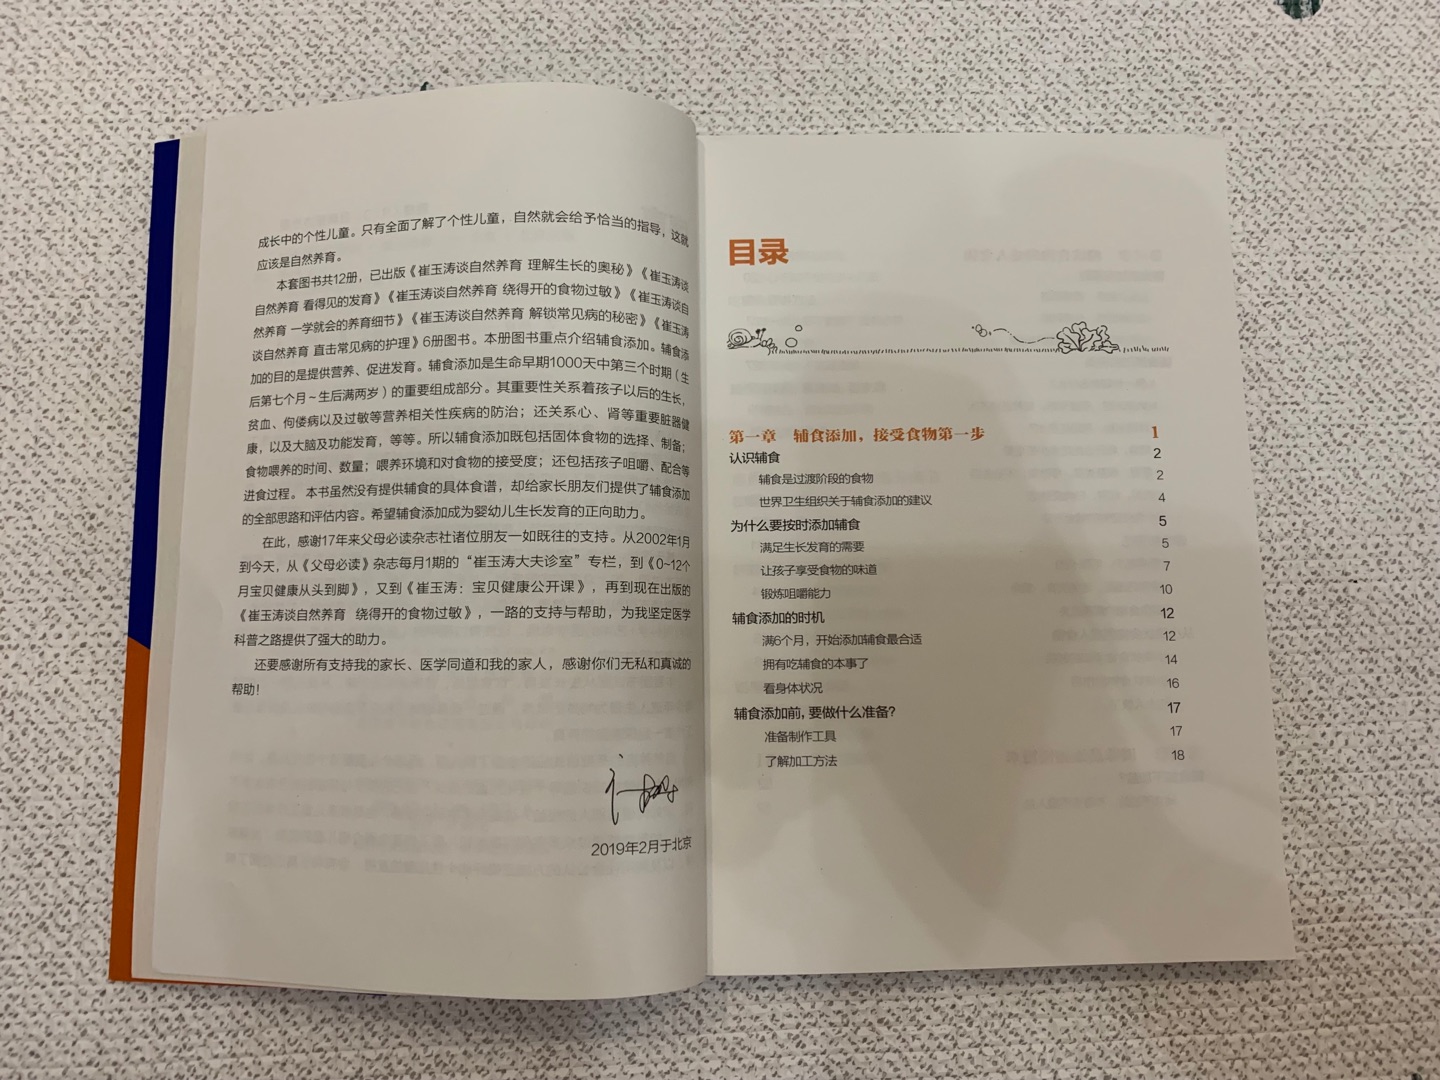 成长中的个性儿童。只有全面了解了个性儿童，自然就会给予恰当的指导，这就
应该是自然养育。
本套图书共12册，已出版《崔玉涛谈自然养育 理解生长的奥秘》《崔玉涛谈
自然养育 看得见的发育》《崔玉涛谈自然养育 绕得开的食物过敏》《崔玉涛谈自
然养育 一学就会的养育细节》《崔玉涛谈自然养育 解锁常见病的秘密》《崔玉涛
谈自然养育 直击常见病的护理》6册图书。本册图书重点介绍辅食添加。辅食添
加的目的是提供营养、促进发育。辅食添加是生命早期1000天中第三个时期（生
后第七个月～生后满两岁）的重要组成部分。其重要性关系着孩子以后的生长，
贫血、佝偻病以及过敏等营养相关性疾病的防治；还关系心、肾等重要脏器健
康，以及大脑及功能发育，等等。所以辅食添加既包括固体食物的选择、制备；
食物喂养的时间、数量；喂养环境和对食物的接受度；还包括孩子咀嚼、配合等
进食过程。本书虽然没有提供辅食的具体食谱，却给家长朋友们提供了辅食添加
的全部思路和评估内容。希望辅食添加成为婴幼儿生长发育的正向助力。
在此，感谢17年来父母必读杂志社诸位朋友一如既往的支持。从2002年1月
到今天，从《父母必读》杂志每月1期的“崔玉涛大夫诊室”专栏，到《0~12个
月宝贝健康从头到脚》，又到《崔玉涛：宝贝健康公开课》，再到现在出版的
《崔玉涛谈自然养育 绕得开的食物过敏》，一路的支持与帮助，为我坚定医学
科普之路提供了强大的助力。
还要感谢所有支持我的家长、医学同道和我的家人，感谢你们无私和真诚的
帮助！
2019年2月于北京
目录
第一章 辅食添加，接受食物第一步 1
认识辅食 2
辅食是过渡阶段的食物 2
世界卫生组织关于辅食添加的建议 4
为什么要按时添加辅食 5
满足生长发育的需要 5
让孩子享受食物的味道 7
锻炼咀嚼能力 10
辅食添加的时机 12
满6个月，开始添加辅食最合适 12
拥有吃辅食的本事了 14
看身体状况 16
辅食添加前，要做什么准备？ 17
准备制作工具 17
了解加工方法 18